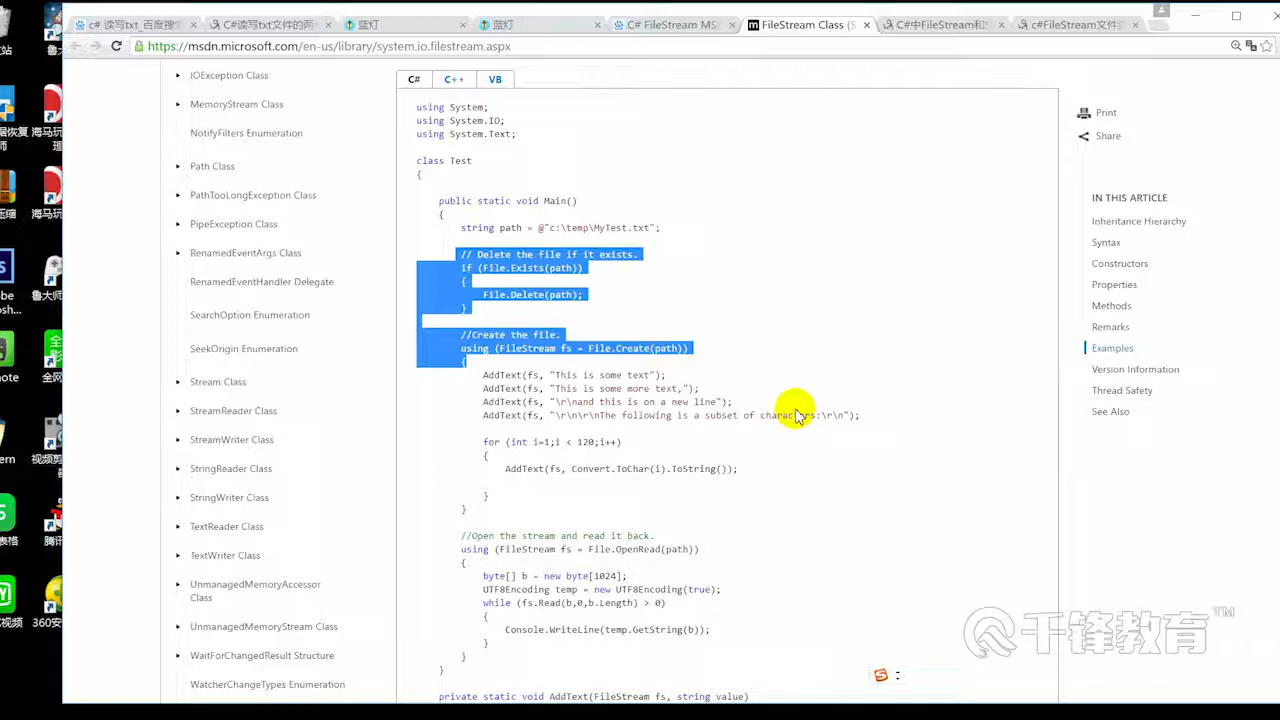 C# 读写txt_百度搜
C#读写txt文件的两
蓝灯
蓝灯
C# FileStream MS
FileStream Class (S
C#中FileStream和
c#FileStream文件
https://msdn.microsoft.com/en-us/library/system.io.filestream.aspx
IOException Class
MemoryStream Class
NotifyFilters Enumeration
Path Class
PathTooLongException Class
PipeException Class
RenamedEventArgs Class
RenamedEventHandler Delegate
SearchOption Enumeration
SeekOrigin Enumeration
Stream Class
StreamReader Class
StreamWriter Class
StringReader Class
StringWriter Class
TextReader Class
TextWriter Class
UnmanagedMemoryAccessor
Class
UnmanagedMemoryStream Class
WaitForChangedResult Structure
WatcherChangeTypes Enumeration
C# C++ VB
using System;
using System.IO;
using System.Text;
class Test
{
public static void Main()
{
string path = @"c:\temp\MyTest.txt";
// Delete the file if it exists.
if (File.Exists(path))
{
File.Delete(path);
}
//Create the file.
using (FileStream fs = File.Create(path))
{
AddText(fs, "This is some text");
AddText(fs, "This is some more text,");
AddText(fs, "\r\nand this is on a new line");
AddText(fs, "\r\n\r\nThe following is a subset of characters:\r\n");
for (int i=1;i < 120;i++)
{
AddText(fs, Convert.ToChar(i).ToString());
}
}
//Open the stream and read it back.
using (FileStream fs = File.OpenRead(path))
{
byte[] b = new byte[1024];
UTF8Encoding temp = new UTF8Encoding(true);
while (fs.Read(b,0,b.Length) > 0)
{
Console.WriteLine(temp.GetString(b));
}
}
}
private static void AddText(FileStream fs, string value)
Print
Share
IN THIS ARTICLE
Inheritance Hierarchy
Syntax
Constructors
Properties
Methods
Remarks
Examples
Version Information
Thread Safety
See Also
千锋教育™